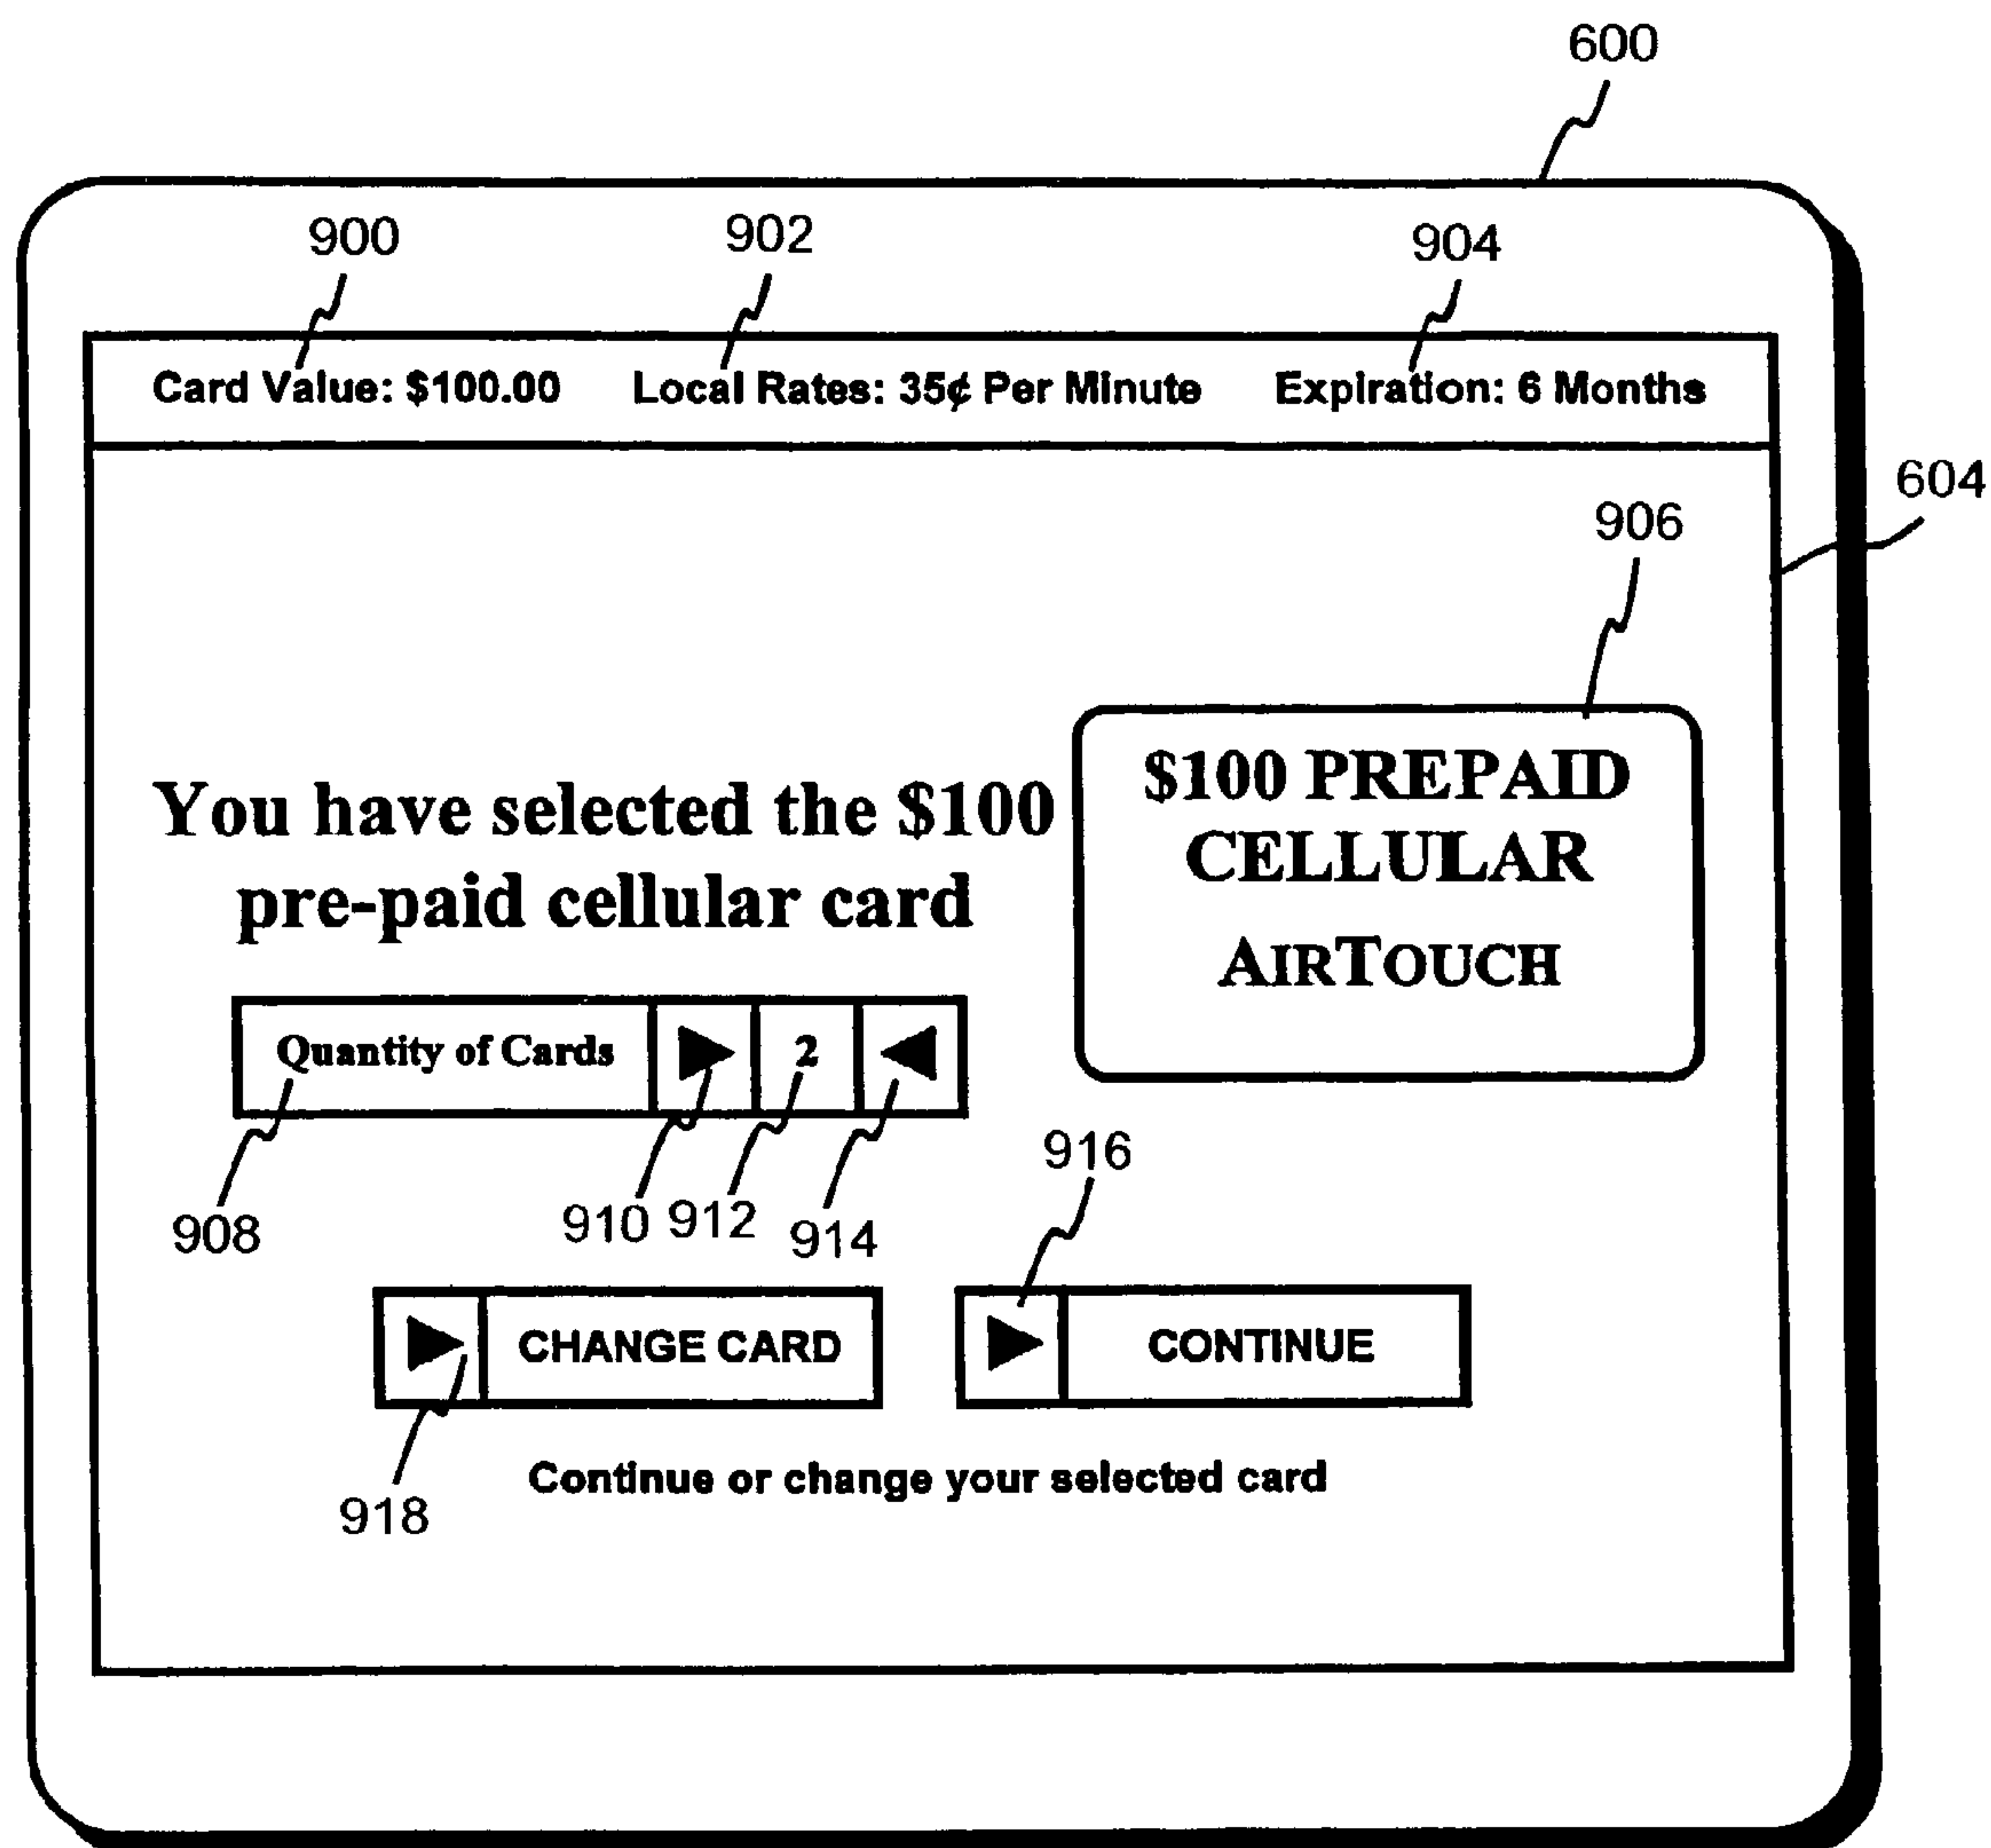 600
900
902
904
Card Value: $100.00 Local Rates: 35¢ Per Minute Expiration: 6 Months
604
906
You have selected the $100
pre-paid cellular card
$100 PREPAID
CELLULAR
AIRTOUCH
Quantity of Cards 2
908
910
912
914
916
CHANGE CARD
CONTINUE
918
Continue or change your selected card